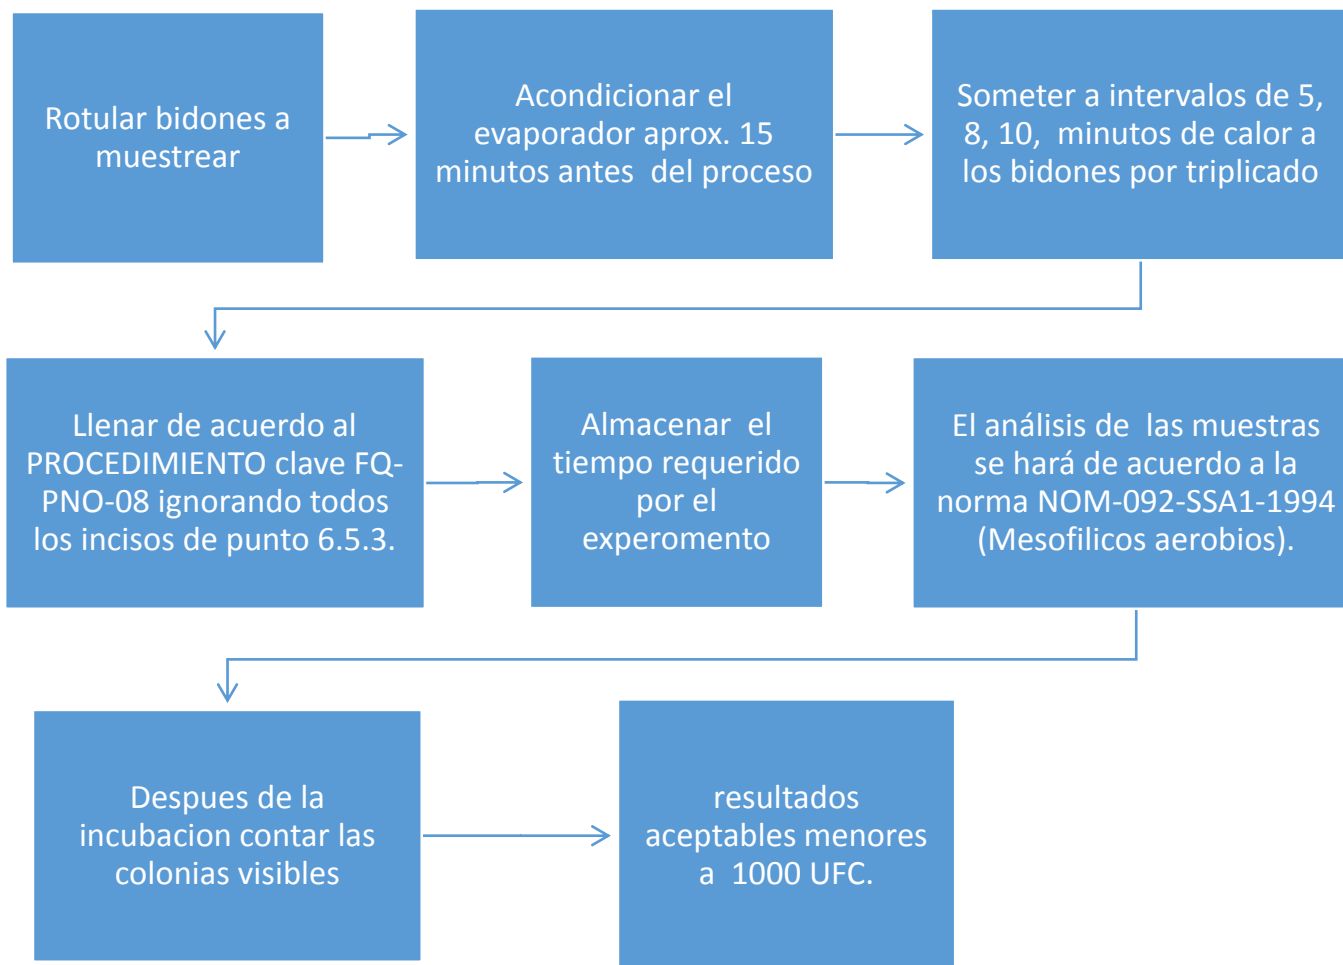 Rotular bidones a
muestrear
Acondicionar el
evaporador aprox. 15
minutos antes  del proceso
Someter a intervalos de 5,
8, 10,  minutos de calor a
los bidones por triplicado
Llenar de acuerdo al
PROCEDIMIENTO clave FQ-
PNO-08 ignorando todos
los incisos de punto 6.5.3.
Almacenar  el
tiempo requerido
por el
experomento
El análisis de  las muestras
se hará de acuerdo a la
norma NOM-092-SSA1-1994
(Mesofilicos aerobios).
Despues de la
incubacion contar las
colonias visibles
resultados
aceptables menores
a  1000 UFC.